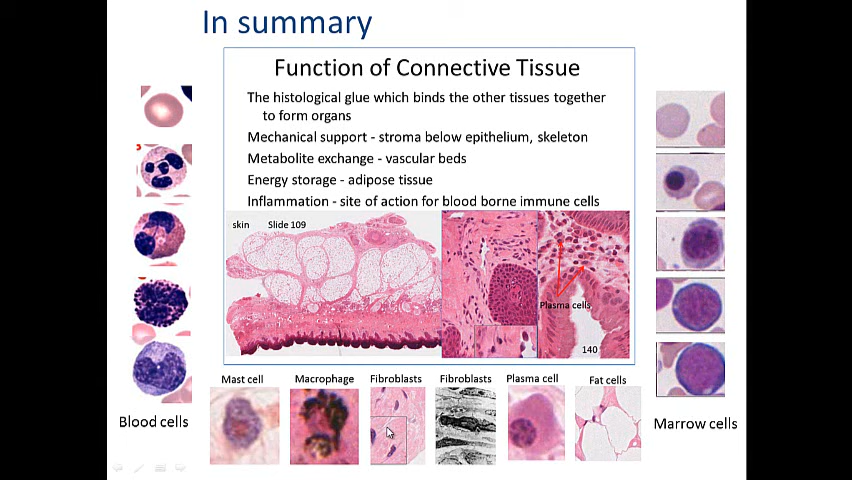 In summary
Function of Connective Tissue
The histological glue which binds the other tissues together
to form organs
Mechanical support - stroma below epithelium, skeleton
Metabolite exchange - vascular beds
Energy storage - adipose tissue
Inflammation - site of action for blood borne immune cells
skin Slide 109
Plasma cells
140
Mast cell Macrophage Fibroblasts Fibroblasts Plasma cell Fat cells
Blood cells
Marrow cells